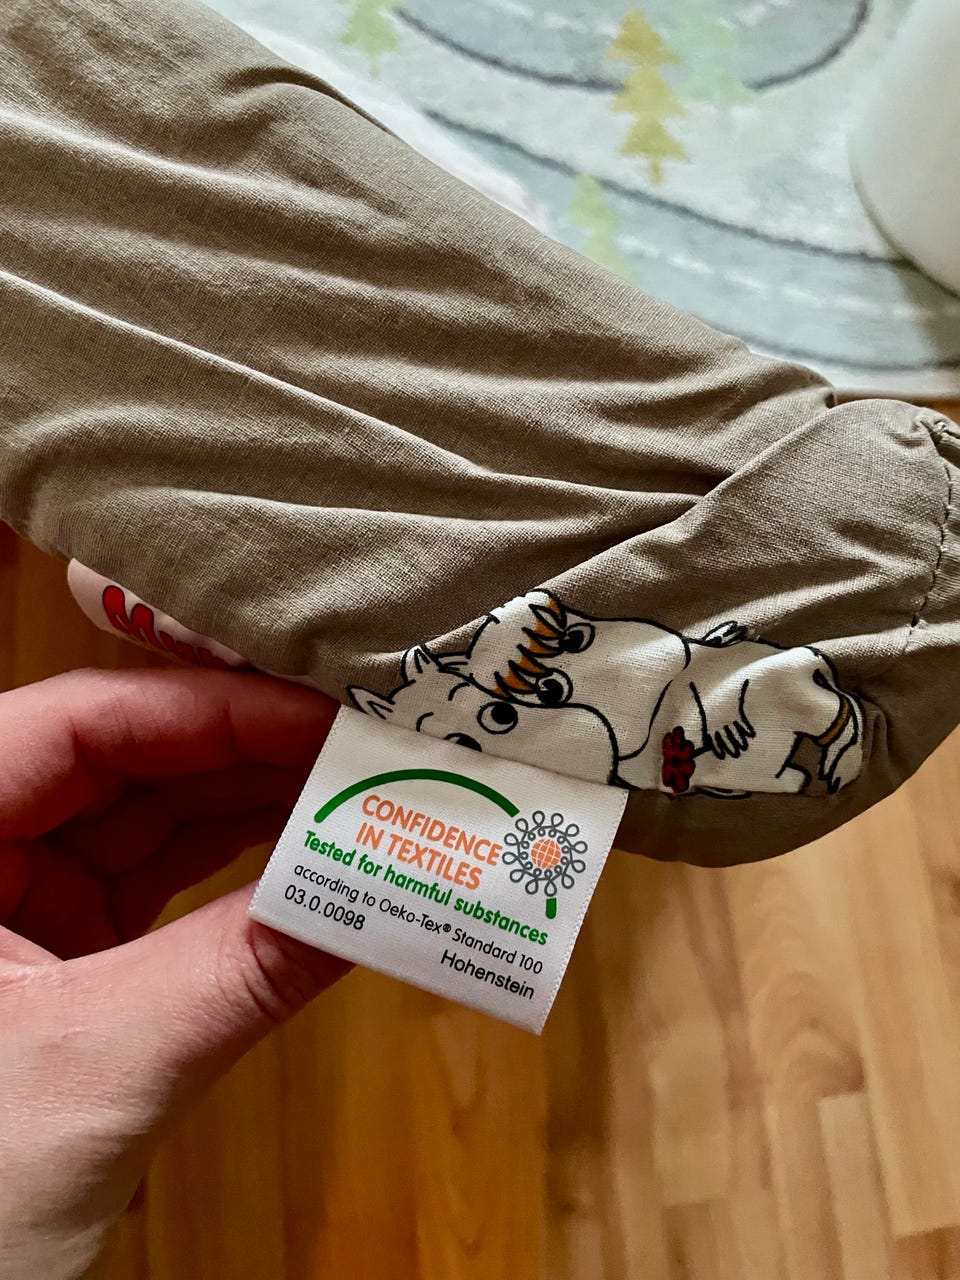 CONFIDENCE
IN TEXTILES
Tested for harmful substances
according to Oeko-Tex® Standard 100
03.0.0098
Hohenstein